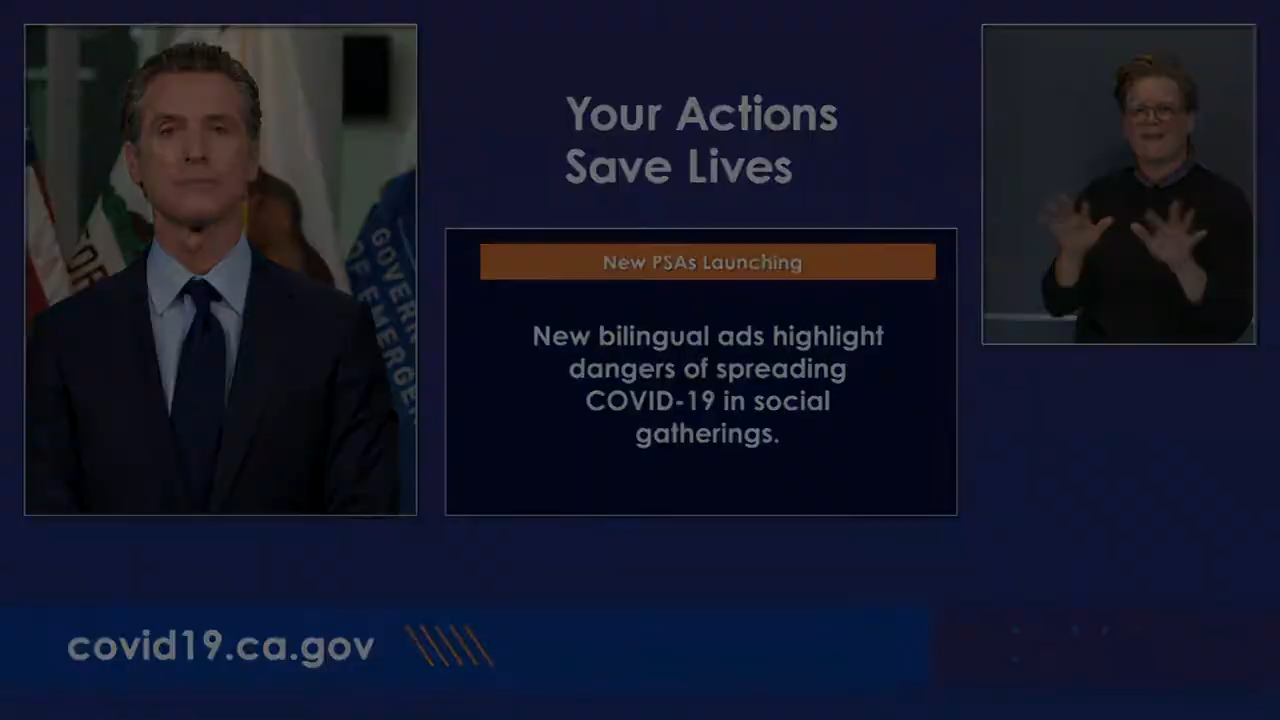 Your Actions
Save Lives
New PSAs Launching
New bilingual ads highlight
dangers of spreading
COVID-19 in social
gatherings.
covid19.ca.gov